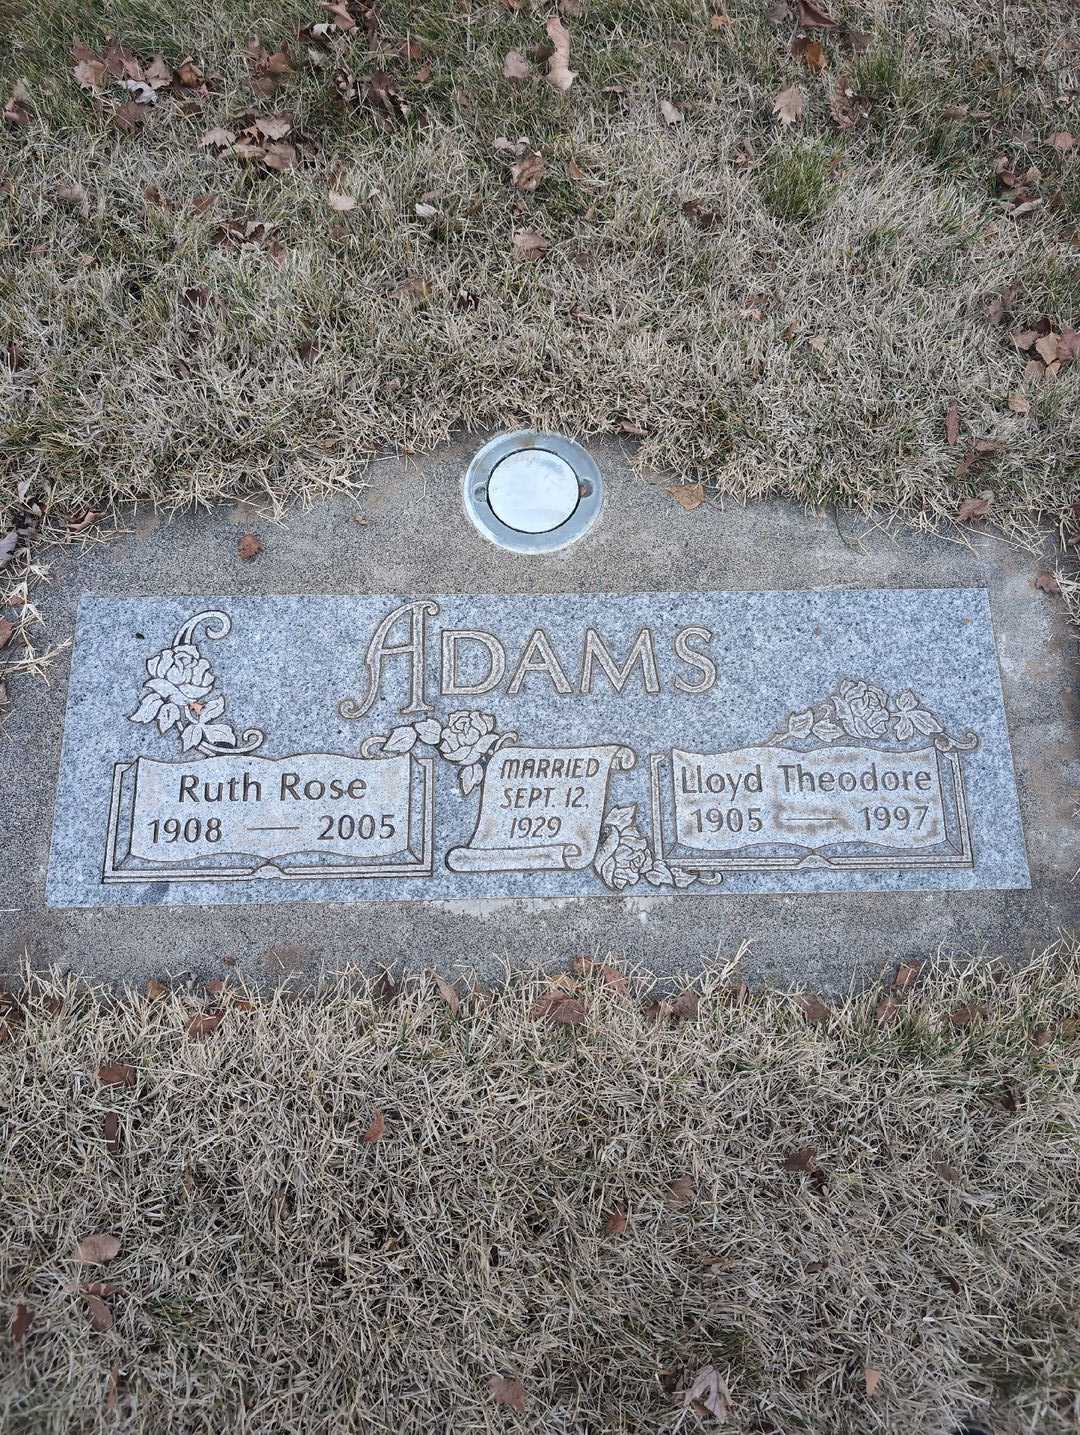 ADAMS
Ruth Rose
1908 — 2005
MARRIED
SEPT. 12,
1929
Lloyd Theodore
1905 — 1997